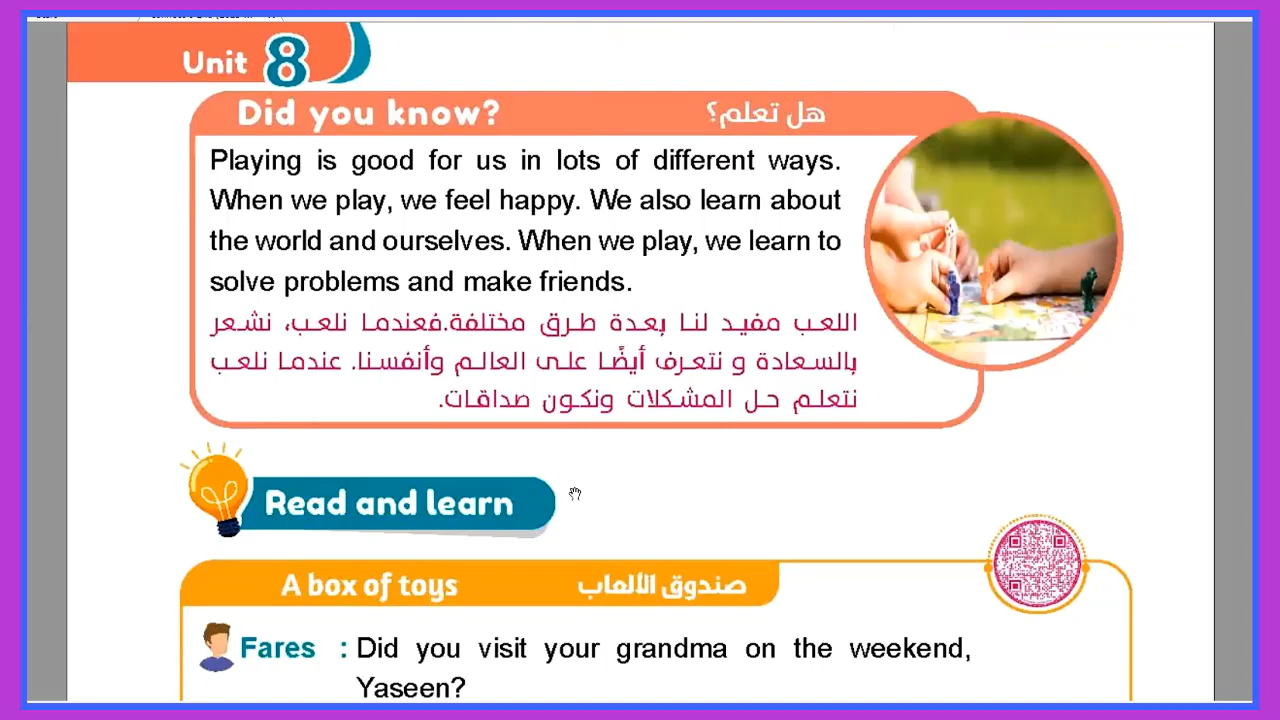 Unit 8
Did you know?
هل تعلم؟
Playing is good for us in lots of different ways.
When we play, we feel happy. We also learn about
the world and ourselves. When we play, we learn to
solve problems and make friends.
اللعب مفيد لنا بعدة طرق مختلفة.فعندما نلعب، نشعر
بالسعادة و نتعرف أيضًا على العالم وأنفسنا. عندما نلعب
نتعلم حل المشكلات ونكون صداقات.
Read and learn
A box of toys
صندوق الألعاب
Fares : Did you visit your grandma on the weekend,
Yaseen?